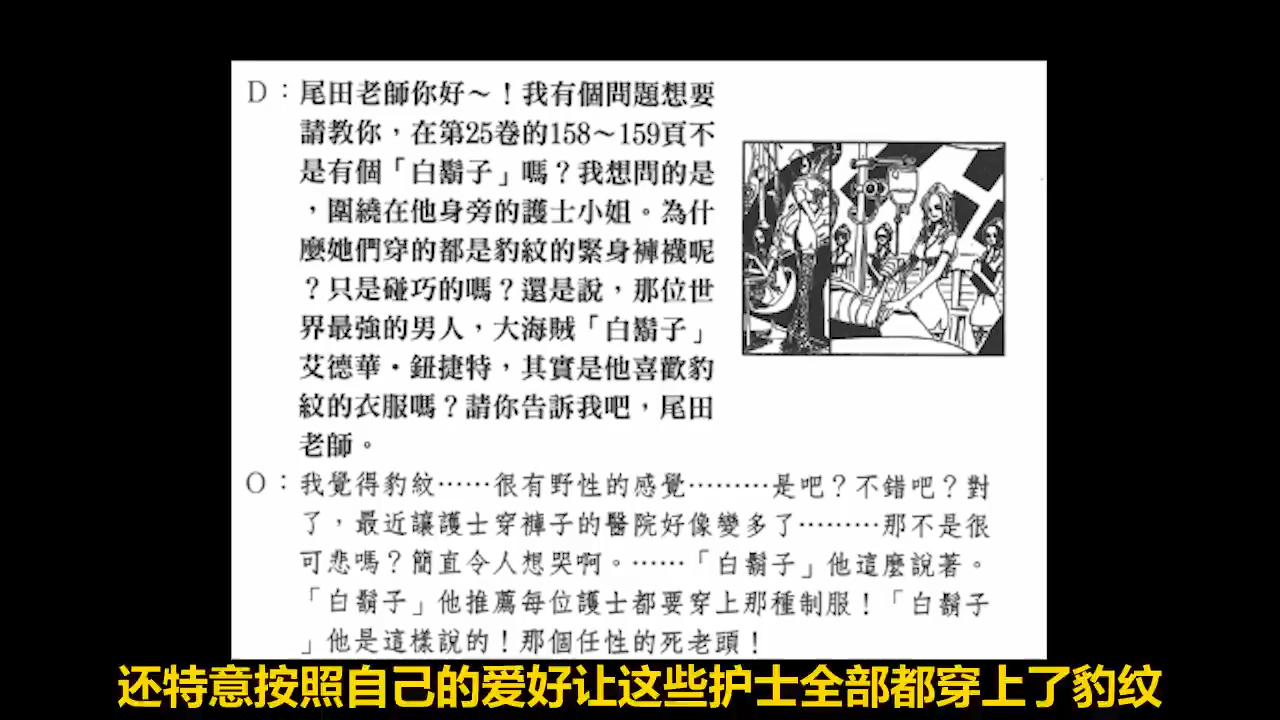 D：尾田老師你好～！我有個問題想要
請教你，在第25卷的158～159頁不
是有個「白鬍子」嗎？我想問的是
，圍繞在他身旁的護士小姐。為什
麼她們穿的都是豹紋的緊身褲襪呢
？只是碰巧的嗎？還是說，那位世
界最強的男人，大海賊「白鬍子」
艾德華・鈕捷特，其實是他喜歡豹
紋的衣服嗎？請你告訴我吧，尾田
老師。
O：我覺得豹紋……很有野性的感覺………是吧？不錯吧？對
了，最近讓護士穿褲子的醫院好像變多了………那不是很
可悲嗎？簡直令人想哭啊。……「白鬍子」他這麼說著。
「白鬍子」他推薦每位護士都要穿上那種制服！「白鬍子
」他是這樣說的！那個任性的死老頭！
还特意按照自己的爱好让这些护士全部都穿上了豹纹